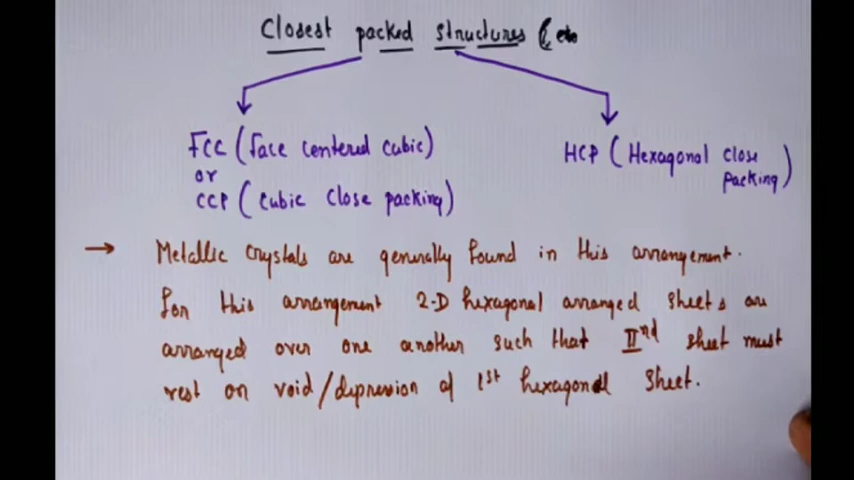 Closest packed structures (
FCC (Face centered cubic)
or
CCP (Cubic close packing)
HCP (Hexagonal close
packing)
→ Metallic crystals are generally found in this arrangement.
For this arrangement 2-D hexagonal arranged sheets are
arranged over one another such that IInd sheet must
rest on void/depression of 1st hexagonal sheet.